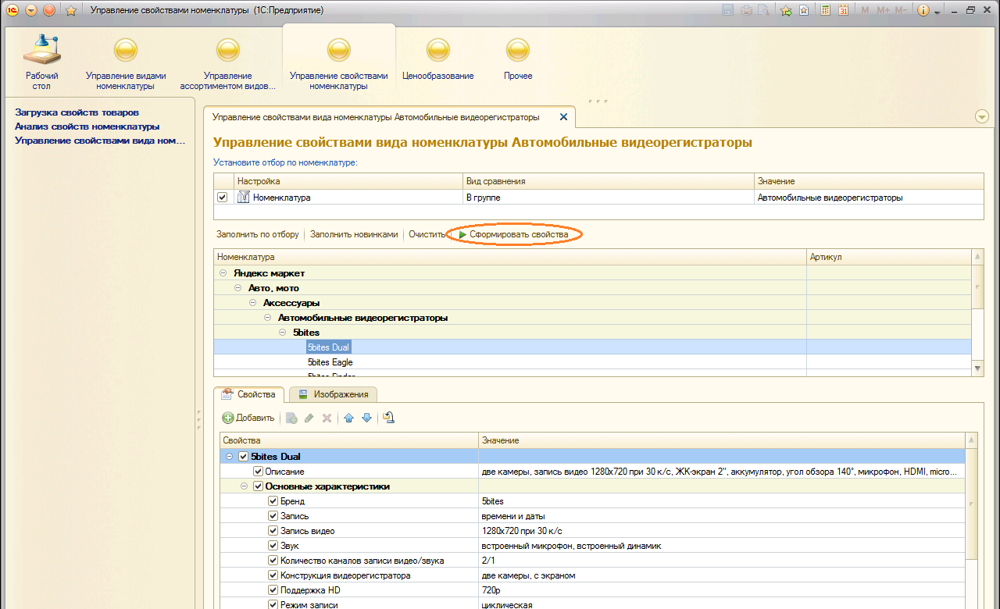 Управление свойствами номенклатуры (1С:Предприятие)
M M+ M-
31
Рабочий
стол
Управление видами
номенклатуры
Управление
ассортиментом видов...
Управление свойствами
номенклатуры
Ценообразование
Прочее
Загрузка свойств товаров
Анализ свойств номенклатуры
Управление свойствами вида ном...
Управление свойствами вида номенклатуры Автомобильные видеорегистраторы
Управление свойствами вида номенклатуры Автомобильные видеорегистраторы
Установите отбор по номенклатуре:
Настройка Вид сравнения Значение
Номенклатура В группе Автомобильные видеорегистраторы
Заполнить по отбору Заполнить новинками Очистить Сформировать свойства
Номенклатура Артикул
Яндекс маркет
Авто, мото
Аксессуары
Автомобильные видеорегистраторы
5bites
5bites Dual
5bites Eagle
5bites Finder
Свойства Изображения
Добавить
Свойства Значение
5bites Dual
Описание две камеры, запись видео 1280x720 при 30 к/с, ЖК-экран 2", аккумулятор, угол обзора 140°, микрофон, HDMI, micro...
Основные характеристики
Бренд 5bites
Запись времени и даты
Запись видео 1280x720 при 30 к/с
Звук встроенный микрофон, встроенный динамик
Количество каналов записи видео/звука 2/1
Конструкция видеорегистратора две камеры, с экраном
Поддержка HD 720p
Режим записи циклическая